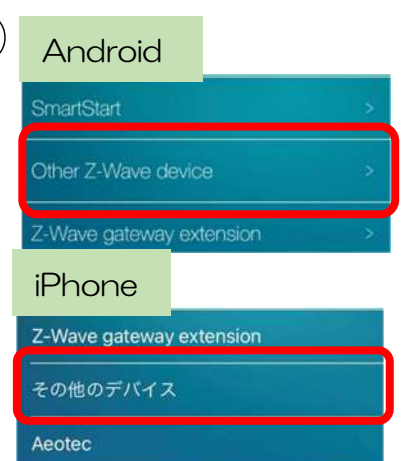 Android
SmartStart >
Other Z-Wave device >
Z-Wave gateway extension >
iPhone
Z-Wave gateway extension
その他のデバイス
Aeotec